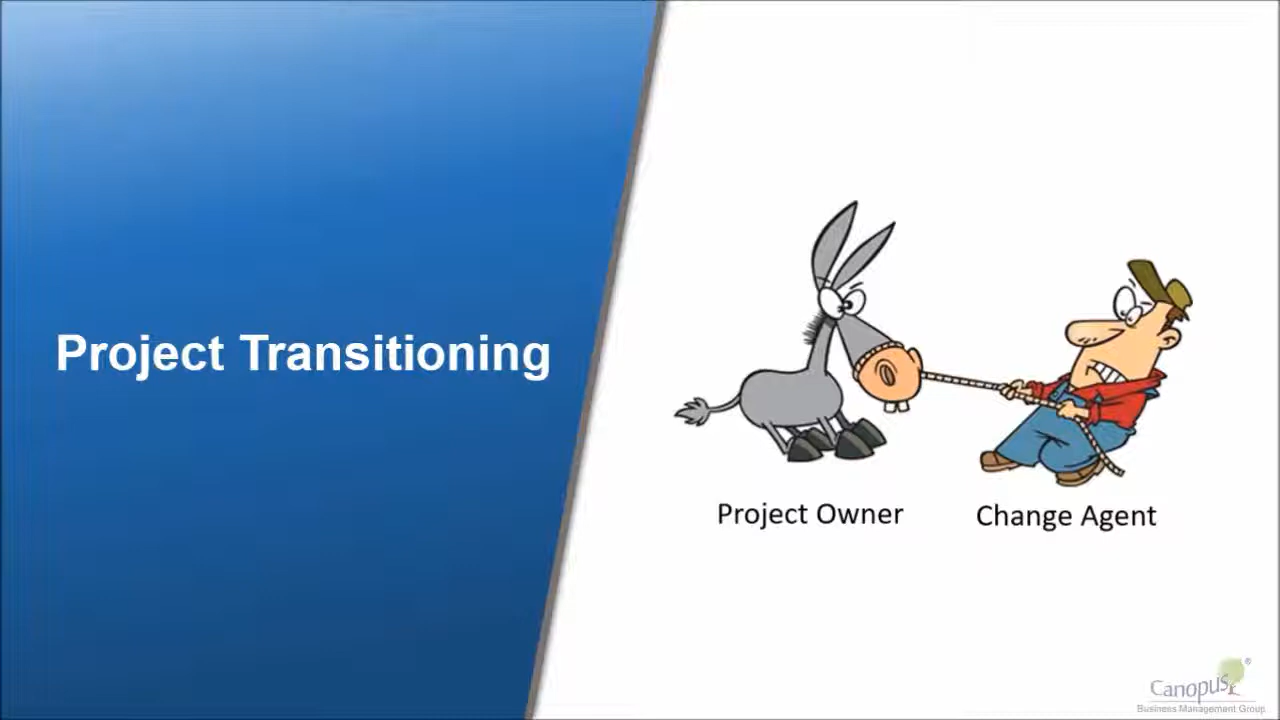 Project Transitioning
Project Owner
Change Agent
Canopus
®
Business Management Group